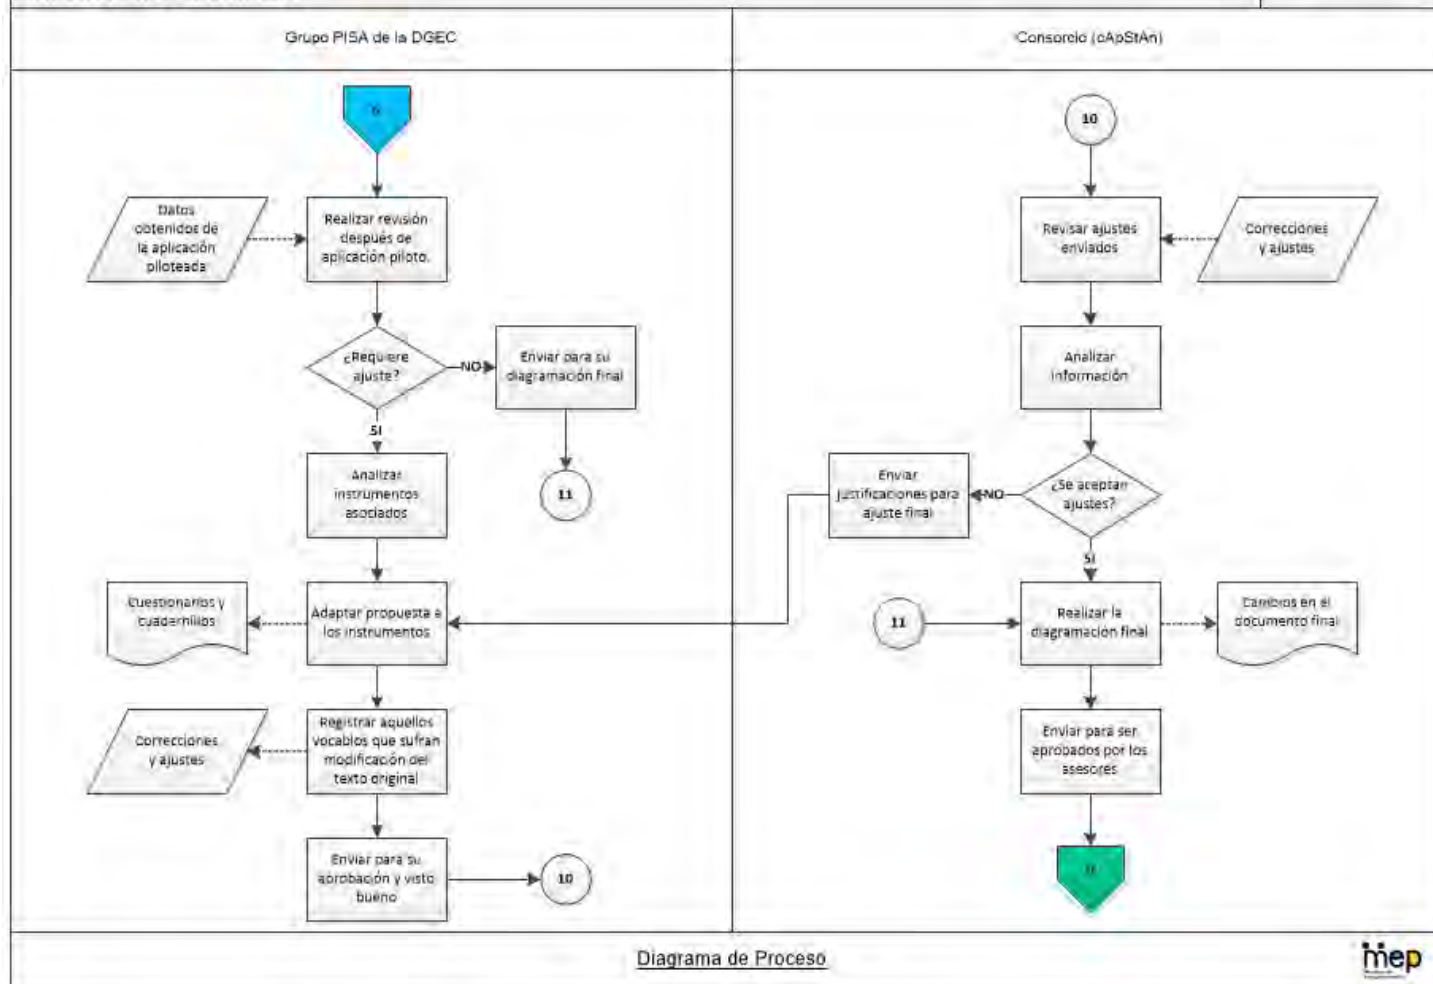 Grupo PISA de la DGEC
Consorcio (cApStAn)
Datos
obtenidos de
la aplicación
piloteada
Realizar revisión
después de
aplicación piloto.
¿Requiere
ajuste?
NO
Enviar para su
diagramación final
SI
11
Analizar
instrumentos
asociados
Cuestionarios y
cuadernillos
Adaptar propuesta a
los instrumentos
Correcciones
y ajustes
Registrar aquellos
vocablos que sufran
modificación del
texto original
Enviar para su
aprobación y visto
bueno
10
10
Revisar ajustes
enviados
Correcciones
y ajustes
Analizar
información
¿Se aceptan
ajustes?
NO
Enviar
justificaciones para
ajuste final
SI
11
Realizar la
diagramación final
Cambios en el
documento final
Enviar para ser
aprobados por los
asesores
Diagrama de Proceso
mep